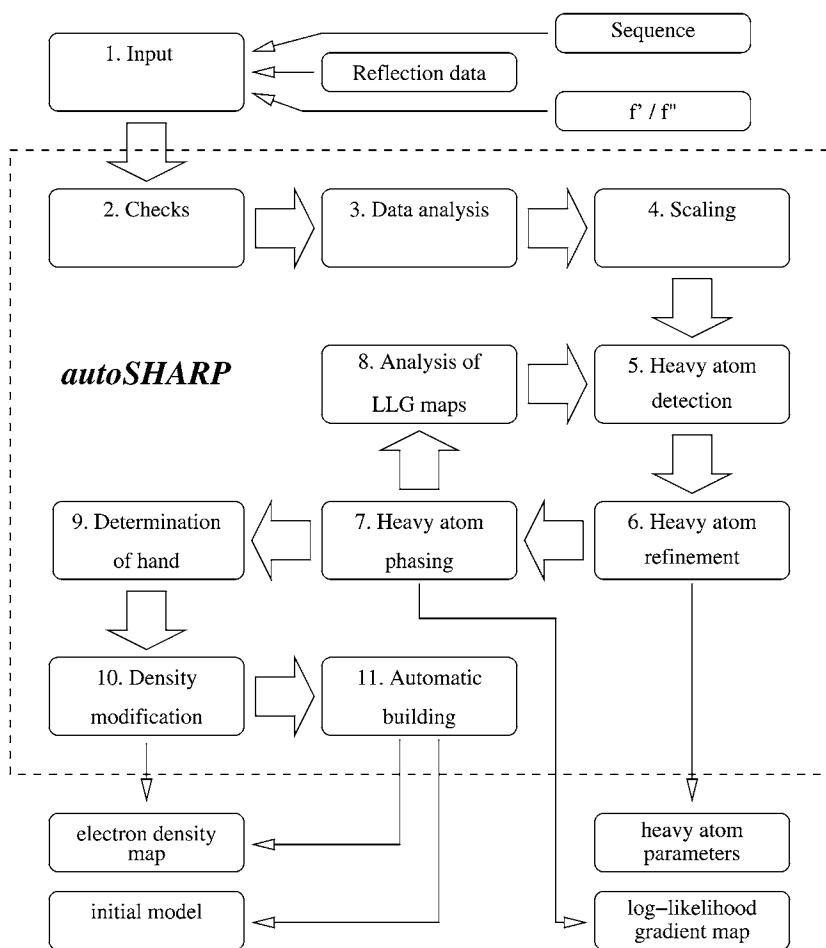 Sequence
1. Input
Reflection data
f' / f"
2. Checks
3. Data analysis
4. Scaling
autoSHARP
8. Analysis of
LLG maps
5. Heavy atom
detection
9. Determination
of hand
7. Heavy atom
phasing
6. Heavy atom
refinement
10. Density
modification
11. Automatic
building
electron density
map
heavy atom
parameters
initial model
log−likelihood
gradient map